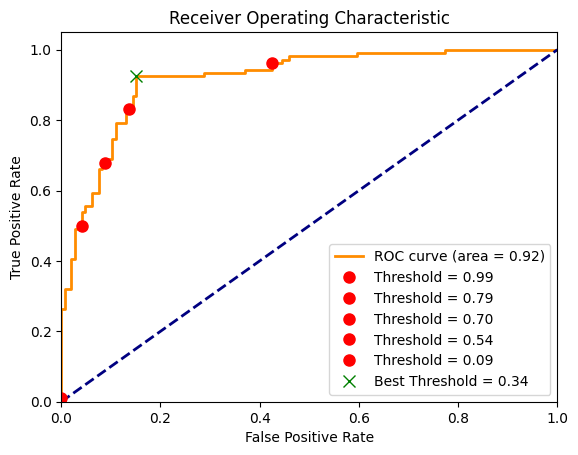 Receiver Operating Characteristic
True Positive Rate
1.0
0.8
0.6
0.4
0.2
0.0
ROC curve (area = 0.92)
Threshold = 0.99
Threshold = 0.79
Threshold = 0.70
Threshold = 0.54
Threshold = 0.09
Best Threshold = 0.34
0.0 0.2 0.4 0.6 0.8 1.0
False Positive Rate